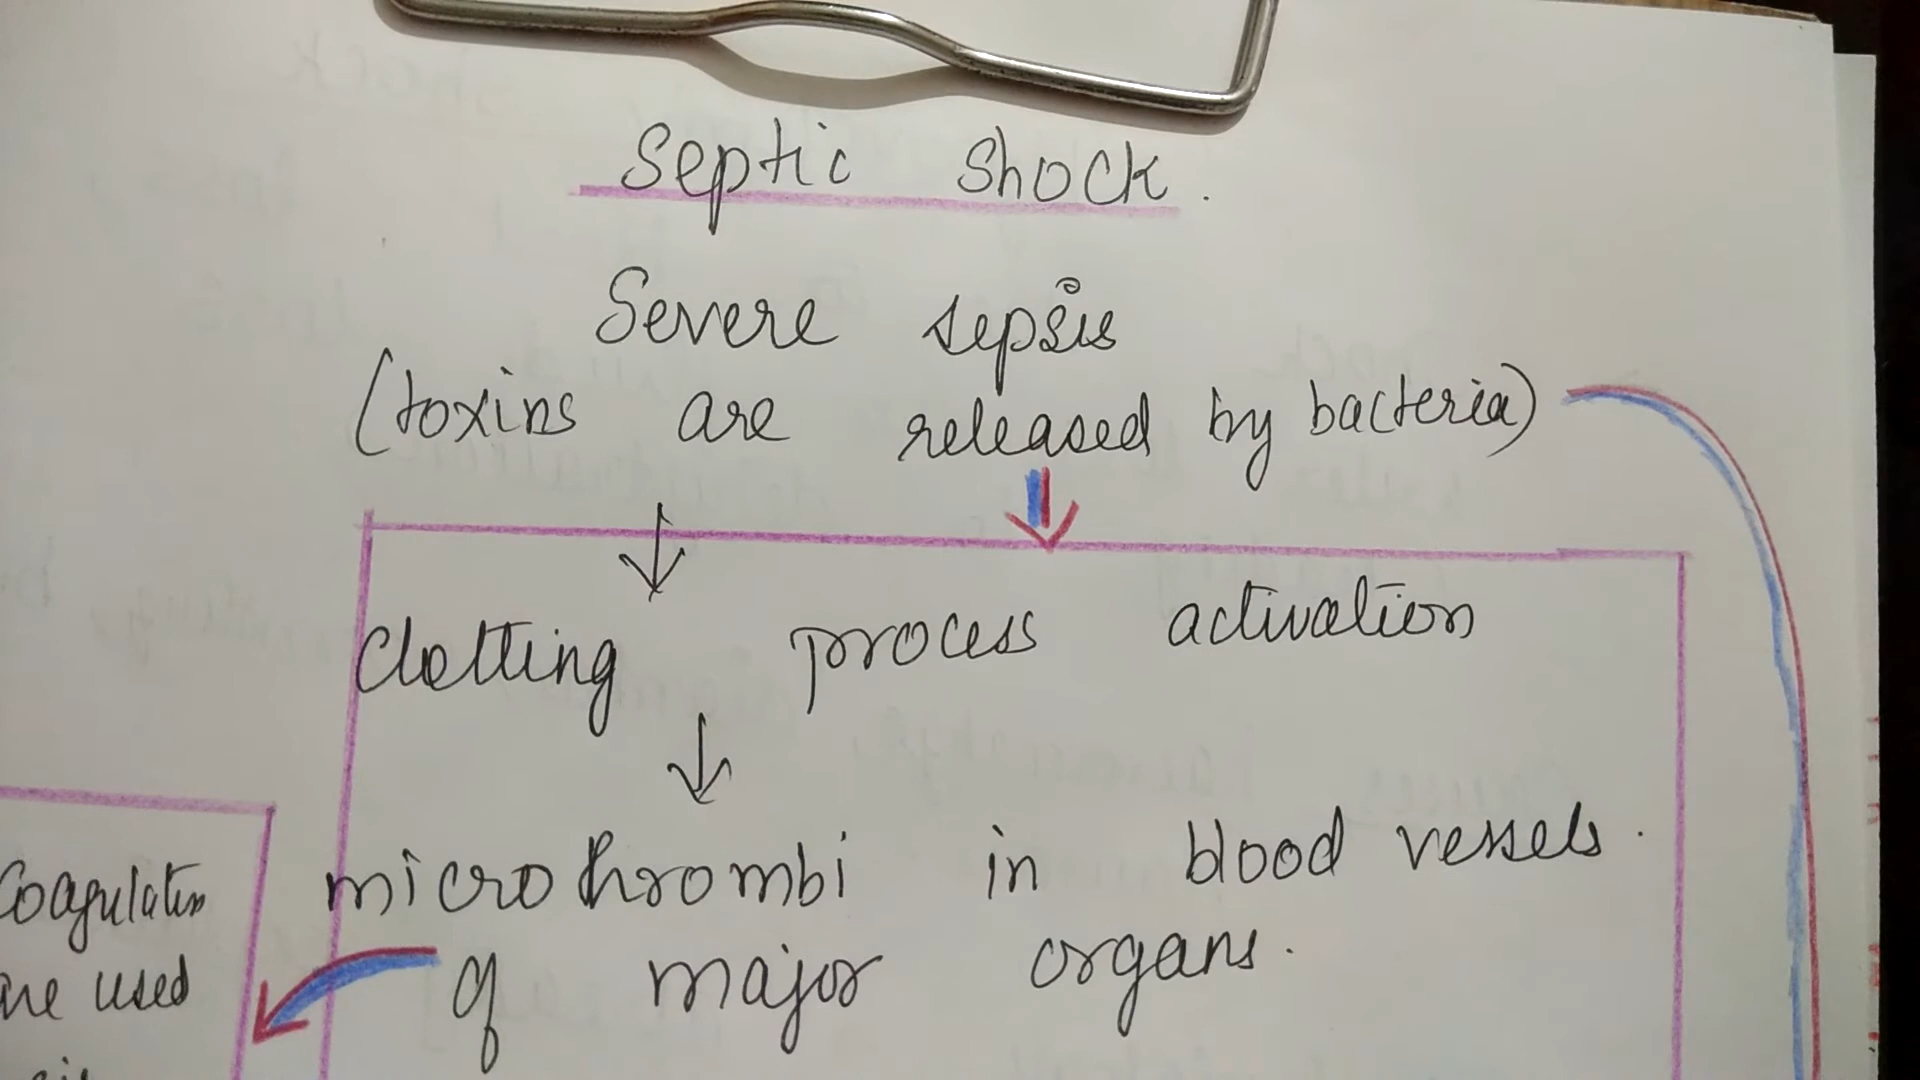 Septic Shock.
Severe sepsis
(toxins are released by bacteria)
Clotting process activation
microthrombi in blood vessels.
of major organs.
Coagulation
are used